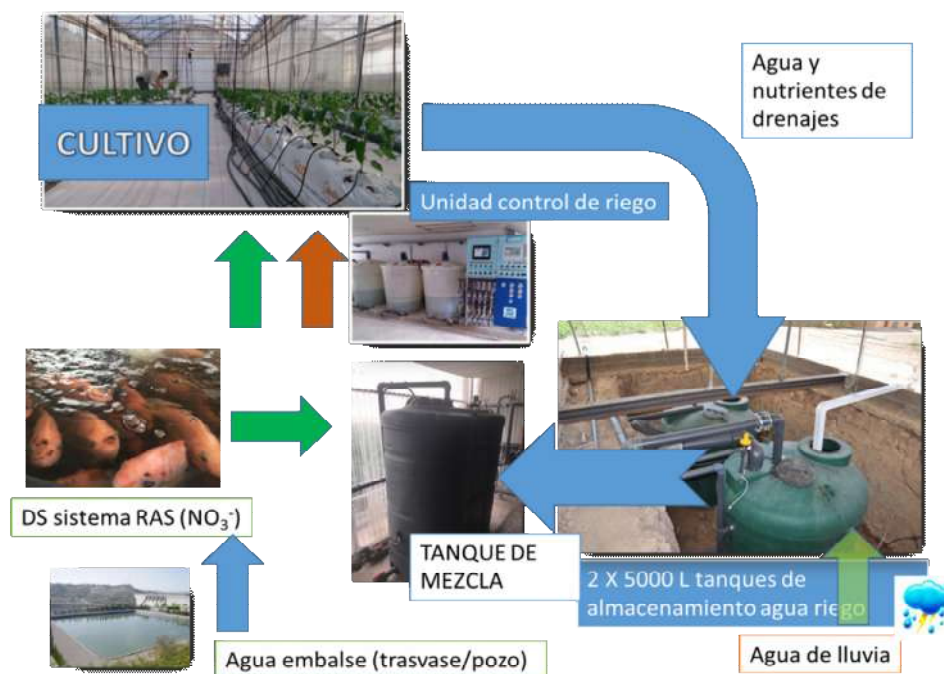 Agua y
nutrientes de
drenajes
CULTIVO
Unidad control de riego
DS sistema RAS (NO₃⁻)
TANQUE DE
MEZCLA
2 X 5000 L tanques de
almacenamiento agua riego
Agua embalse (trasvase/pozo)
Agua de lluvia